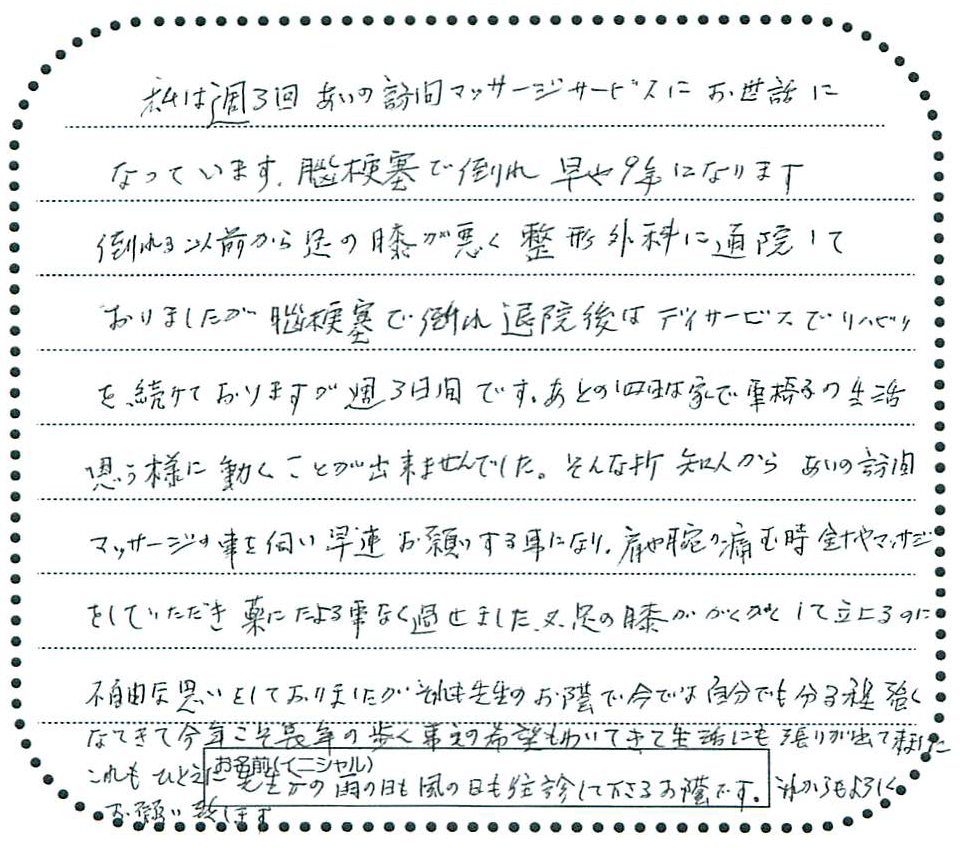 私は週3回 あいの訪問マッサージサービスにお世話に
なっています。脳梗塞で倒れ 早や9年になります
倒れる以前から足の膝が悪く整形外科に通院して
おりましたが脳梗塞で倒れ退院後はデイサービスでリハビリ
を続けておりますが週3日間です。あとの四日は家で車椅子の生活
思う様に動くことが出来ませんでした。そんな折 知人から あいの訪問
マッサージの事を伺い早速お願いする事になり、肩や腕の痛む時 針やマッサージ
をしていただき 薬にたよる事なく過せました、又、足の膝ががくがくして立上るのに
不自由な思いをしておりましたが それも先生のお陰で今では自分でも分る程強く
なてきて今年こそ長年の歩く事えの希望もわいてきて生活にも張りが出て来ました
これも ひとえに
お名前(イニシャル)
先生方の雨の日も風の日も往診して下さるお陰です。それからもよろしく
お願い致します